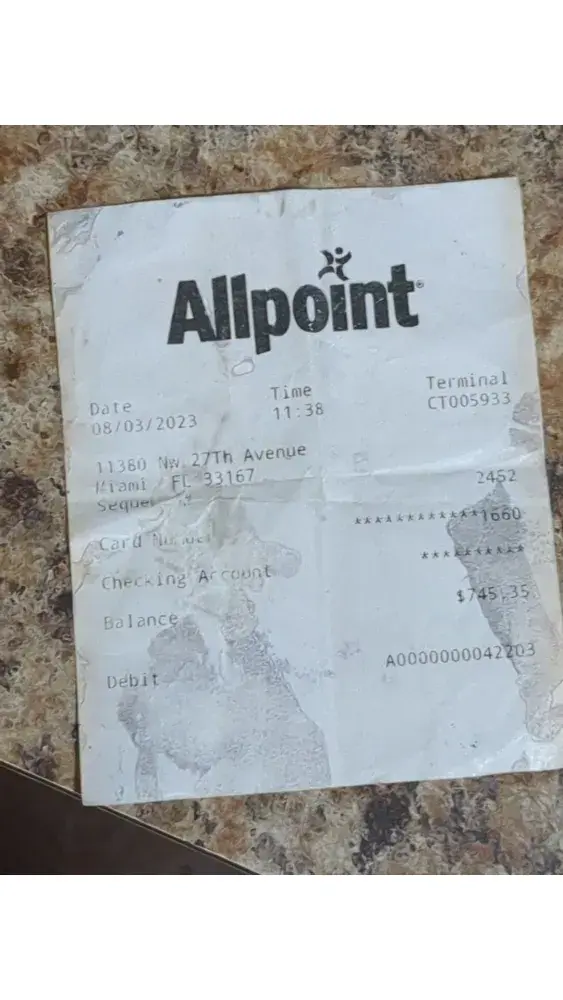 Allpoint®
Date Time Terminal
08/03/2023 11:38 CT005933
11380 Nw 27Th Avenue
Miami FL 33167
2452
Card Number ************1660
Checking Account **********
Balance $745.35
Debit A0000000042203